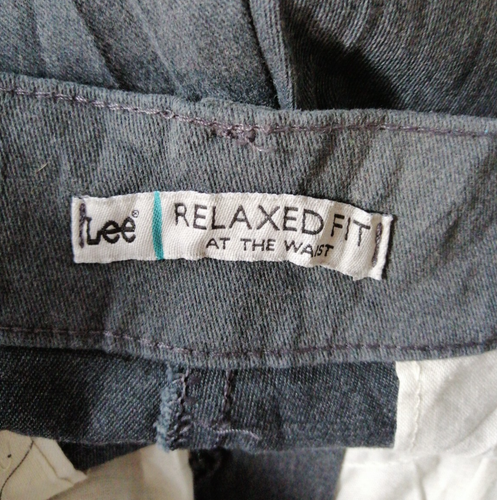 Lee® RELAXED FIT
AT THE WAIST